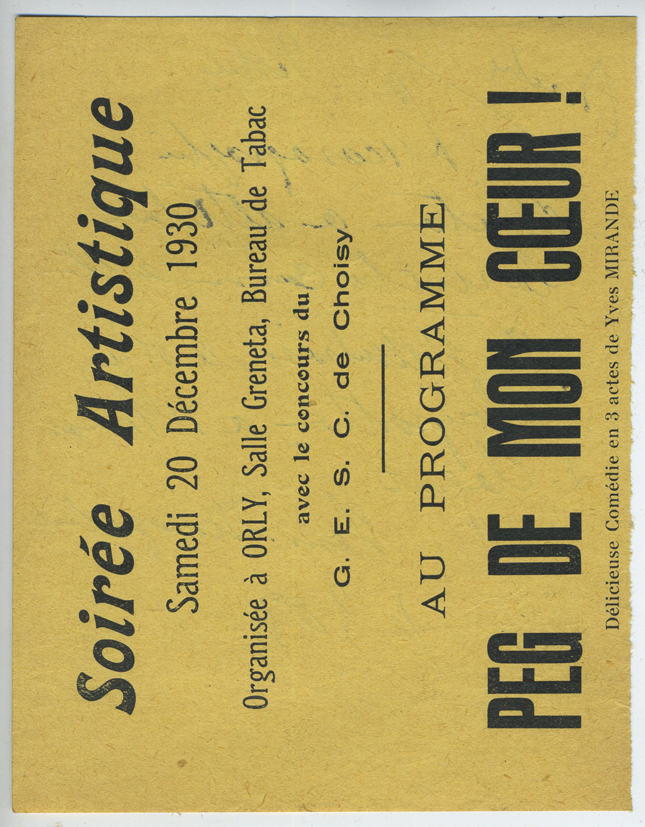 Soirée Artistique
Samedi 20 Décembre 1930
Organisée à ORLY, Salle Greneta, Bureau de Tabac
avec le concours du
G. E. S. C. de Choisy
AU PROGRAMME
PEG DE MON CŒUR !
Délicieuse Comédie en 3 actes de Yves MIRANDE